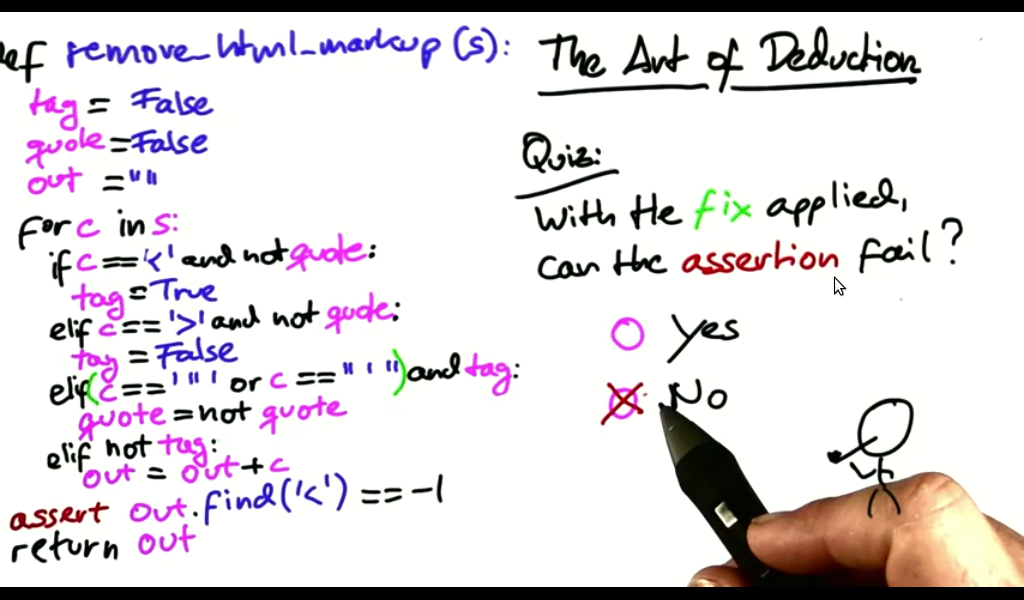 def remove_html_markup (s):
tag = False
quote = False
out = ""
for c in s:
if c == '<' and not quote:
tag = True
elif c == '>' and not quote:
tag = False
elif (c == '"' or c == "'") and tag:
quote = not quote
elif not tag:
out = out + c
assert out.find('<') == -1
return out
The Art of Deduction
Quiz:
With the fix applied,
can the assertion fail?
Yes
No